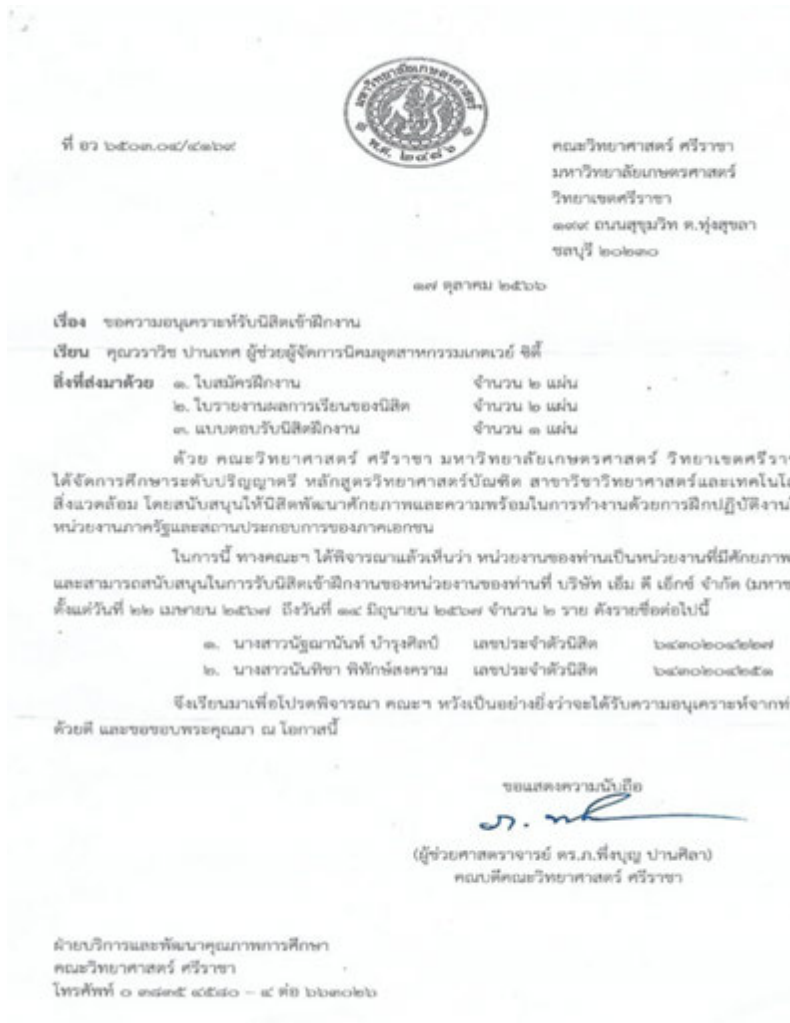 มหาวิทยาลัยเกษตรศาสตร์
พ.ศ. ๒๔๘๖
ที่ อว ๖๕๐๓.๐๔/๔๑๖๙
คณะวิทยาศาสตร์ ศรีราชา
มหาวิทยาลัยเกษตรศาสตร์
วิทยาเขตศรีราชา
๑๙๙ ถนนสุขุมวิท ต.ทุ่งสุขลา
ชลบุรี ๒๐๒๓๐
๑๗ ตุลาคม ๒๕๖๖
เรื่อง ขอความอนุเคราะห์รับนิสิตเข้าฝึกงาน
เรียน คุณวราวิช ปานเทศ ผู้ช่วยผู้จัดการนิคมอุตสาหกรรมเกตเวย์ ซิตี้
สิ่งที่ส่งมาด้วย ๑. ใบสมัครฝึกงาน จำนวน ๒ แผ่น
๒. ใบรายงานผลการเรียนของนิสิต จำนวน ๒ แผ่น
๓. แบบตอบรับนิสิตฝึกงาน จำนวน ๑ แผ่น
ด้วย คณะวิทยาศาสตร์ ศรีราชา มหาวิทยาลัยเกษตรศาสตร์ วิทยาเขตศรีรา
ได้จัดการศึกษาระดับปริญญาตรี หลักสูตรวิทยาศาสตร์บัณฑิต สาขาวิชาวิทยาศาสตร์และเทคโนโล
สิ่งแวดล้อม โดยสนับสนุนให้นิสิตพัฒนาศักยภาพและความพร้อมในการทำงานด้วยการฝึกปฏิบัติงานใ
หน่วยงานภาครัฐและสถานประกอบการของภาคเอกชน
ในการนี้ ทางคณะฯ ได้พิจารณาแล้วเห็นว่า หน่วยงานของท่านเป็นหน่วยงานที่มีศักยภาพ
และสามารถสนับสนุนในการรับนิสิตเข้าฝึกงานของหน่วยงานของท่านที่ บริษัท เอ็ม ดี เอ็กซ์ จำกัด (มหาช
ตั้งแต่วันที่ ๒๒ เมษายน ๒๕๖๗ ถึงวันที่ ๑๔ มิถุนายน ๒๕๖๗ จำนวน ๒ ราย ดังรายชื่อต่อไปนี้
๑. นางสาวนัฐฌานันท์ บำรุงศิลป์ เลขประจำตัวนิสิต
๒. นางสาวนันทิชา พิทักษ์สงคราม เลขประจำตัวนิสิต ๖๔๓๐๒๐๔๒๕๑
จึงเรียนมาเพื่อโปรดพิจารณา คณะฯ หวังเป็นอย่างยิ่งว่าจะได้รับความอนุเคราะห์จากท่
ด้วยดี และขอขอบพระคุณมา ณ โอกาสนี้
ขอแสดงความนับถือ
(ผู้ช่วยศาสตราจารย์ ดร.ภ.พึ่งบุญ ปานศิลา)
คณบดีคณะวิทยาศาสตร์ ศรีราชา
ฝ่ายบริการและพัฒนาคุณภาพการศึกษา
คณะวิทยาศาสตร์ ศรีราชา
โทรศัพท์ ๐ ๓๘๓๕ ๔๕๘๐ – ๔ ต่อ ๖๖๓๐๒๖